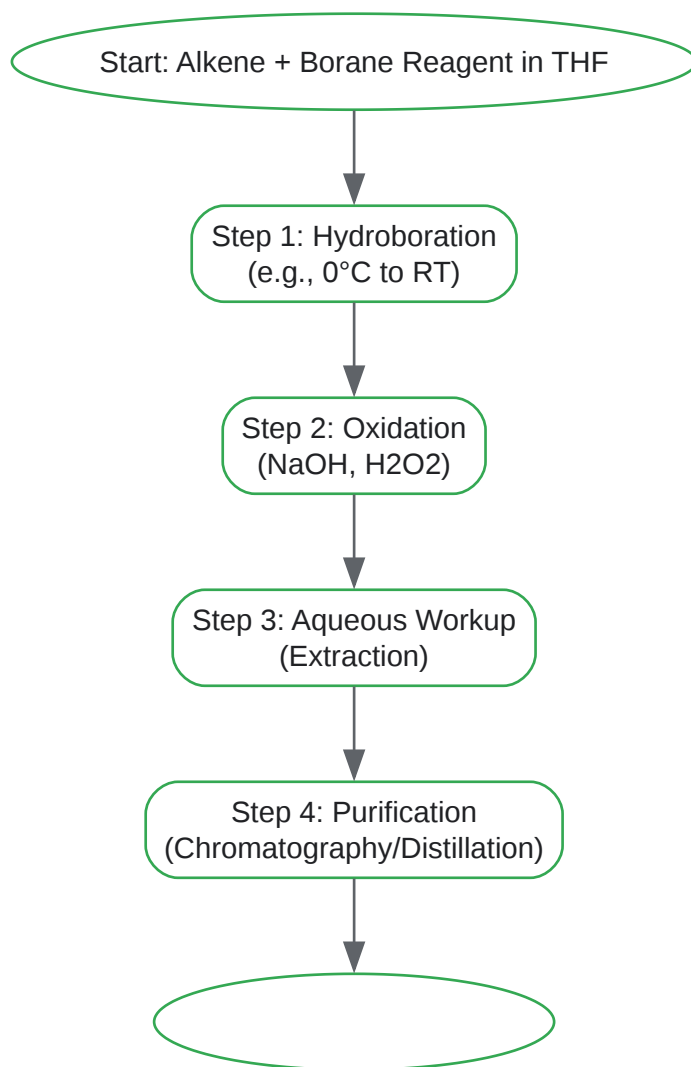 Start: Alkene + Borane Reagent in THF
Step 1: Hydroboration
(e.g., 0°C to RT)
Step 2: Oxidation
(NaOH, H2O2)
Step 3: Aqueous Workup
(Extraction)
Step 4: Purification
(Chromatography/Distillation)